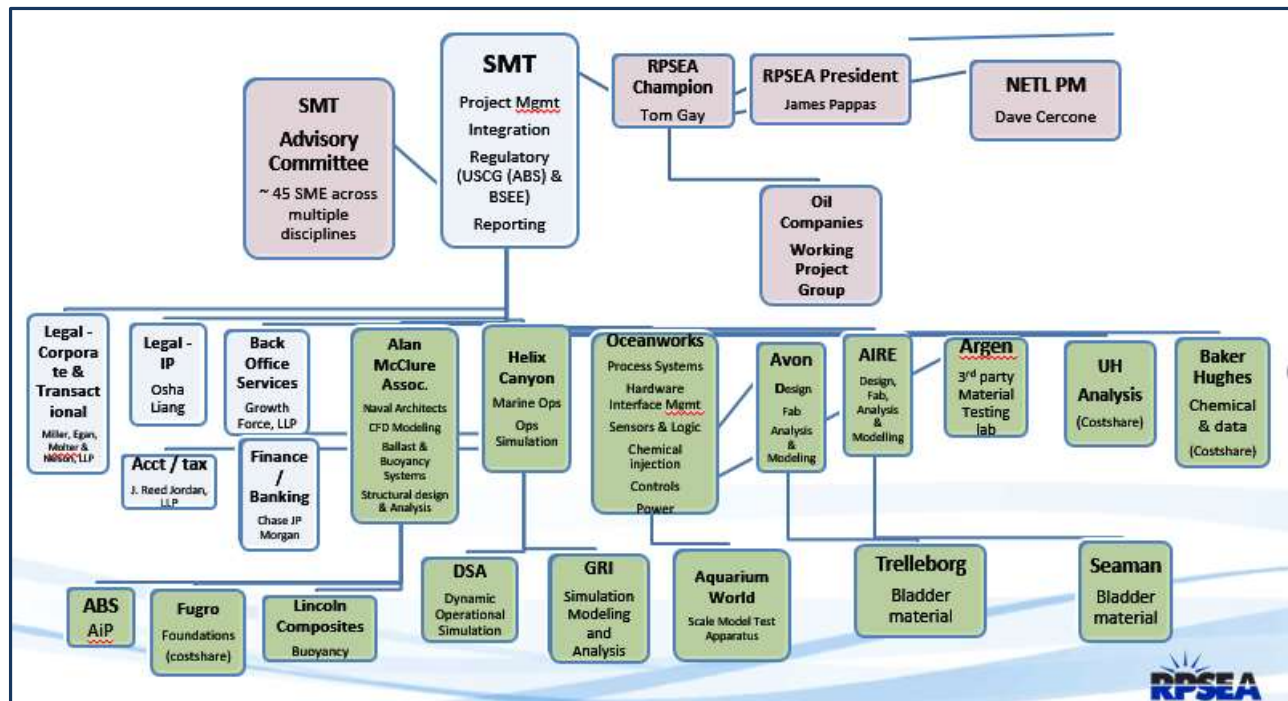 SMT
Project Mgmt
Integration
Regulatory
(USCG (ABS) &
BSEE)
Reporting
SMT
Advisory
Committee
~ 45 SME across
multiple
disciplines
RPSEA
Champion
Tom Gay
RPSEA President
James Pappas
NETL PM
Dave Cercone
Oil
Companies
Working
Project
Group
Legal -
Corpora
te &
Transact
ional
Miller, Egan,
Molter &
Nelson, LLP
Legal
- IP
Osha
Liang
Back
Office
Services
Growth
Force, LLP
Acct / tax
J. Reed Jordan,
LLP
Finance
/
Banking
Chase JP
Morgan
Alan
McClure
Assoc.
Naval Architects
CFD Modeling
Ballast &
Buoyancy
Systems
Structural design
& Analysis
Helix
Canyon
Marine Ops
Ops
Simulation
Oceanworks
Process Systems
Hardware
Interface Mgmt
Sensors & Logic
Chemical
injection
Controls
Power
Avon
Design
Fab
Analysis
&
Modeling
AIRE
Design,
Fab,
Analysis
&
Modelling
Argen
3rd party
Material
Testing
lab
UH
Analysis
(Costshare)
Baker
Hughes
Chemical
& data
(Costshare)
ABS
AiP
Fugro
Foundations
(costshare)
Lincoln
Composites
Buoyancy
DSA
Dynamic
Operational
Simulation
GRI
Simulation
Modeling
and
Analysis
Aquarium
World
Scale Model Test
Apparatus
Trelleborg
Bladder
material
Seaman
Bladder
material
RPSEA